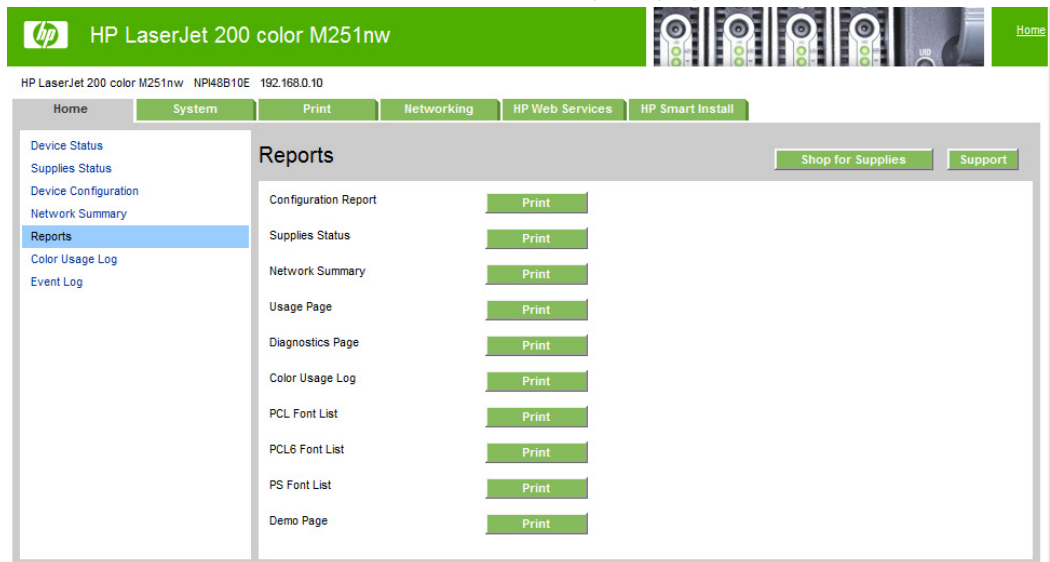 hp HP LaserJet 200 color M251nw
Home
UID
HP LaserJet 200 color M251nw NPI48B10E 192.168.0.10
Home System Print Networking HP Web Services HP Smart Install
Device Status
Supplies Status
Device Configuration
Network Summary
Reports
Color Usage Log
Event Log
Reports
Shop for Supplies Support
Configuration Report Print
Supplies Status Print
Network Summary Print
Usage Page Print
Diagnostics Page Print
Color Usage Log Print
PCL Font List Print
PCL6 Font List Print
PS Font List Print
Demo Page Print